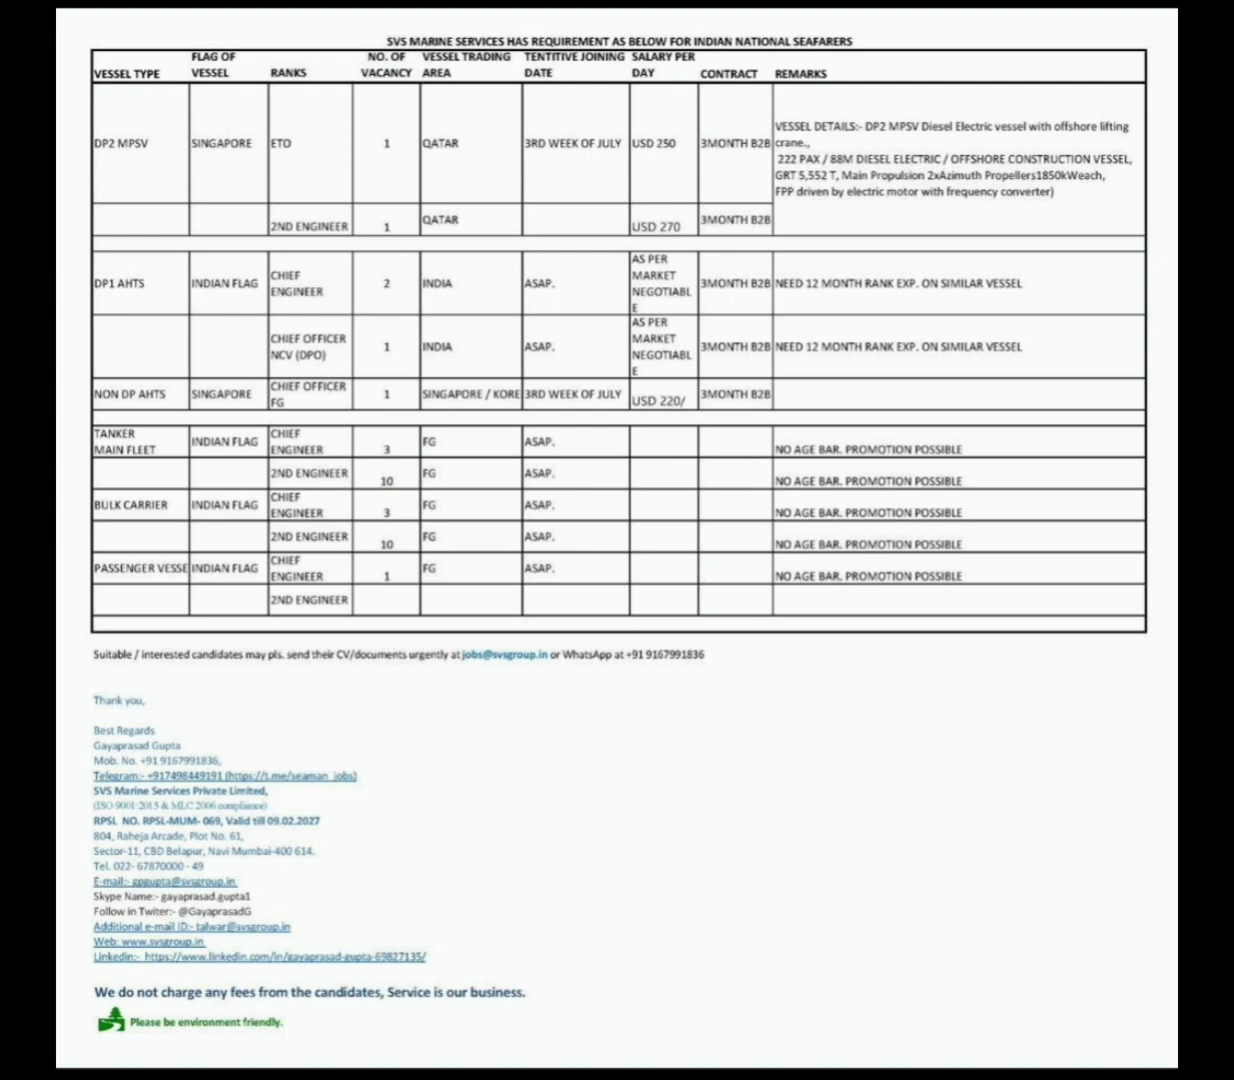 SVS MARINE SERVICES HAS REQUIREMENT AS BELOW FOR INDIAN NATIONAL SEAFARERS
VESSEL TYPE FLAG OF VESSEL RANKS NO. OF VACANCY VESSEL TRADING AREA TENTITIVE JOINING DATE SALARY PER DAY CONTRACT REMARKS
DP2 MPSV SINGAPORE ETO 1 QATAR 3RD WEEK OF JULY USD 250 3MONTH B2B
VESSEL DETAILS:- DP2 MPSV Diesel Electric vessel with offshore lifting
crane.,
222 PAX / 88M DIESEL ELECTRIC / OFFSHORE CONSTRUCTION VESSEL,
GRT 5,552 T, Main Propulsion 2xAzimuth Propellers1850kWeach,
FPP driven by electric motor with frequency converter)
2ND ENGINEER 1 QATAR USD 270 3MONTH B2B
DP1 AHTS INDIAN FLAG CHIEF ENGINEER 2 INDIA ASAP. AS PER MARKET NEGOTIABL E 3MONTH B2B NEED 12 MONTH RANK EXP. ON SIMILAR VESSEL
CHIEF OFFICER NCV (DPO) 1 INDIA ASAP. AS PER MARKET NEGOTIABL E 3MONTH B2B NEED 12 MONTH RANK EXP. ON SIMILAR VESSEL
NON DP AHTS SINGAPORE CHIEF OFFICER FG 1 SINGAPORE / KORE 3RD WEEK OF JULY USD 220/ 3MONTH B2B
TANKER MAIN FLEET INDIAN FLAG CHIEF ENGINEER 3 FG ASAP. NO AGE BAR. PROMOTION POSSIBLE
2ND ENGINEER 10 FG ASAP. NO AGE BAR. PROMOTION POSSIBLE
BULK CARRIER INDIAN FLAG CHIEF ENGINEER 3 FG ASAP. NO AGE BAR. PROMOTION POSSIBLE
2ND ENGINEER 10 FG ASAP. NO AGE BAR. PROMOTION POSSIBLE
PASSENGER VESSE INDIAN FLAG CHIEF ENGINEER 1 FG ASAP. NO AGE BAR. PROMOTION POSSIBLE
2ND ENGINEER
Suitable / interested candidates may pls. send their CV/documents urgently at jobs@svsgroup.in or WhatsApp at +91 9167991836
Thank you,
Best Regards
Gayaprasad Gupta
Mob. No. +91 9167991836,
Telegram:- +917498449191 (https://t.me/seaman_jobs)
SVS Marine Services Private Limited,
(ISO 9001:2015 & MLC 2006 compliance)
RPSL NO. RPSL-MUM- 069, Valid till 09.02.2027
804, Raheja Arcade, Plot No. 61,
Sector-11, CBD Belapur, Navi Mumbai-400 614.
Tel. 022- 67870000 - 49
E-mail:- gpgupta@svsgroup.in
Skype Name:- gayaprasad.gupta1
Follow in Twiter:- @GayaprasadG
Additional e-mail ID:- talwar@svsgroup.in
Web: www.svsgroup.in
Linkedin:- https://www.linkedin.com/in/gayaprasad-gupta-69827135/
We do not charge any fees from the candidates, Service is our business.
Please be environment friendly.